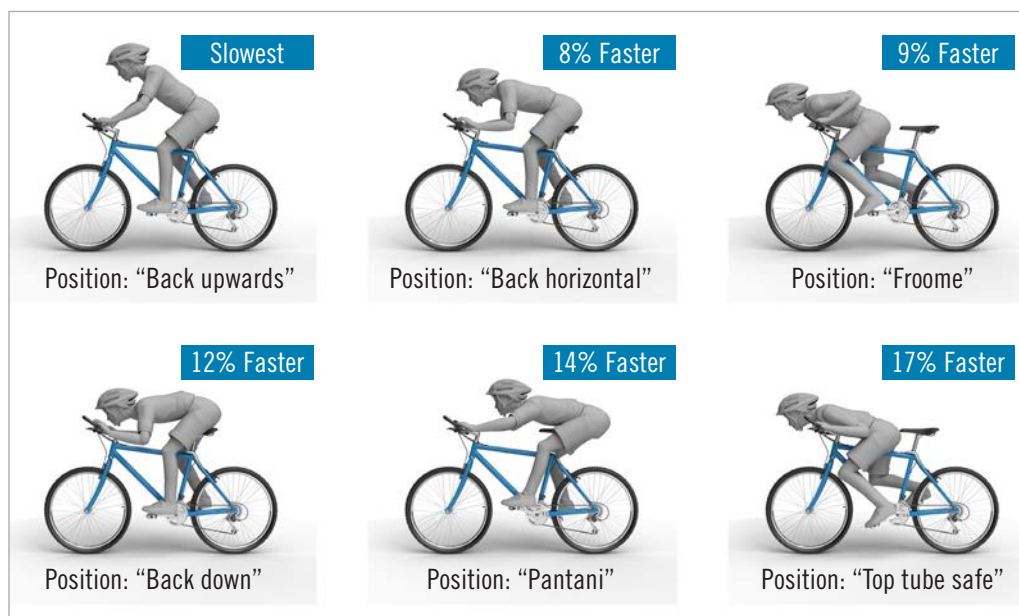 Slowest
8% Faster
9% Faster
Position: “Back upwards”
Position: “Back horizontal”
Position: “Froome”
12% Faster
14% Faster
17% Faster
Position: “Back down”
Position: “Pantani”
Position: “Top tube safe”